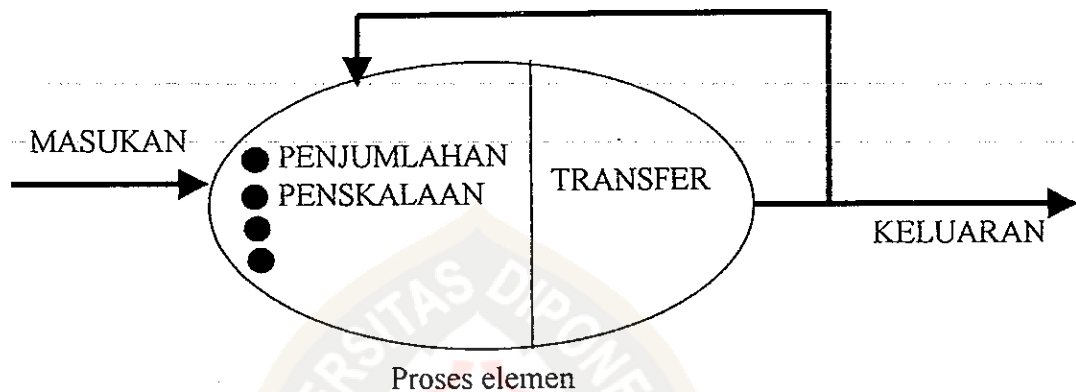 MASUKAN
PENJUMLAHAN
PENSKALAAN
TRANSFER
KELUARAN
Proses elemen